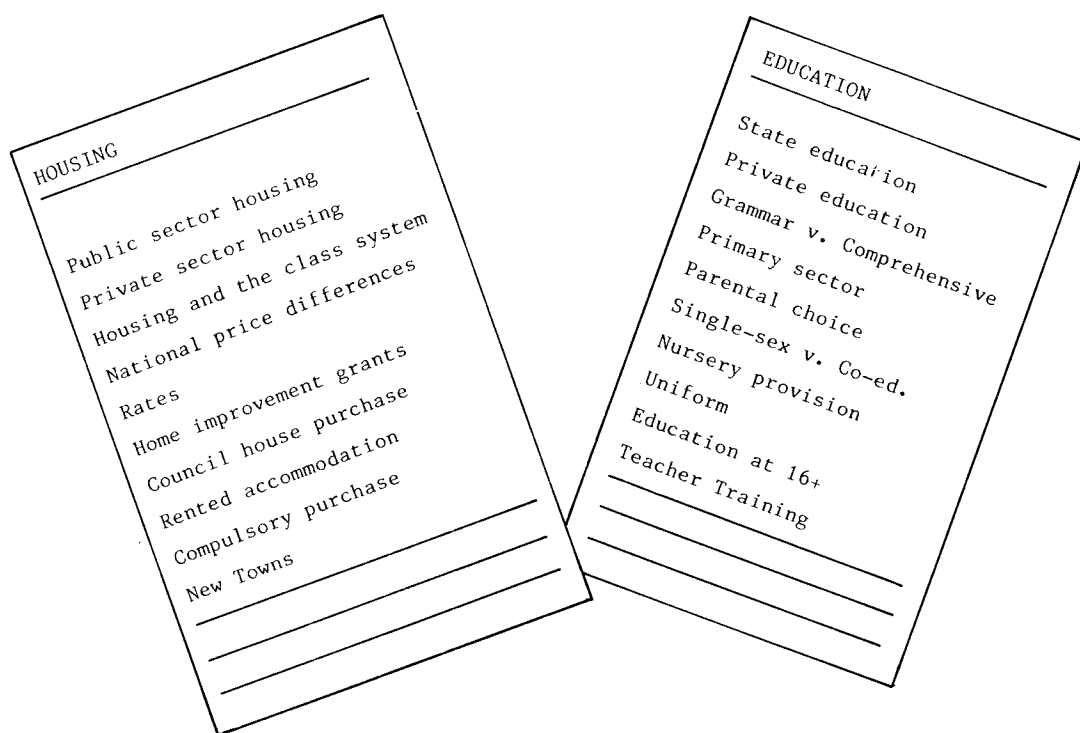 HOUSING
Public sector housing
Private sector housing
Housing and the class system
National price differences
Rates
Home improvement grants
Council house purchase
Rented accommodation
Compulsory purchase
New Towns
EDUCATION
State education
Private education
Grammar v. Comprehensive
Primary sector
Parental choice
Single-sex v. Co-ed.
Nursery provision
Uniform
Education at 16+
Teacher Training